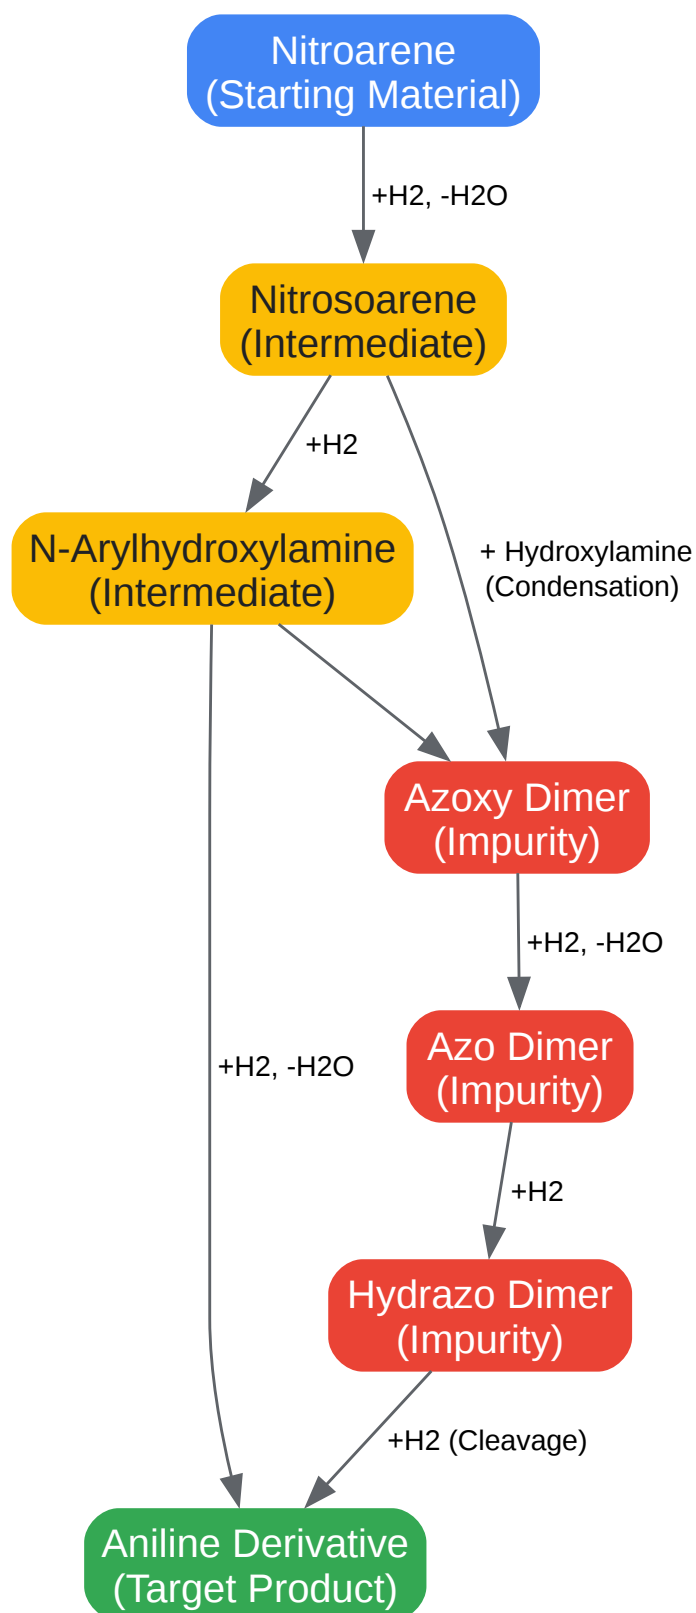 Nitroarene
(Starting Material)
+H2, -H2O
Nitrosoarene
(Intermediate)
+H2
N-Arylhydroxylamine
(Intermediate)
+ Hydroxylamine
(Condensation)
Azoxy Dimer
(Impurity)
+H2, -H2O
Azo Dimer
(Impurity)
+H2, -H2O
+H2
Hydrazo Dimer
(Impurity)
+H2 (Cleavage)
Aniline Derivative
(Target Product)